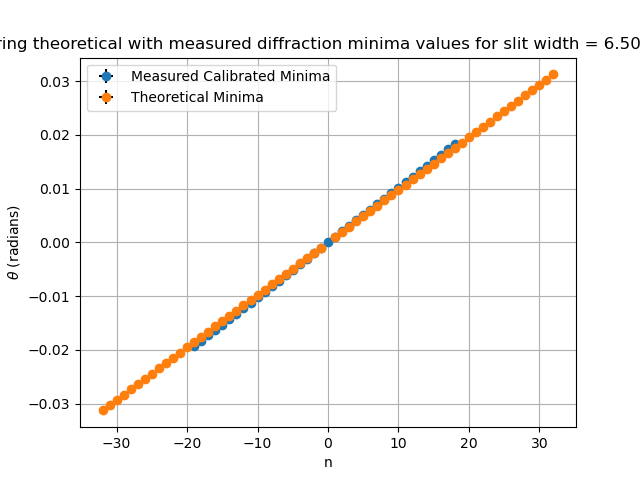 ring theoretical with measured diffraction minima values for slit width = 6.50
Measured Calibrated Minima
Theoretical Minima
0.03
0.02
0.01
0.00
−0.01
−0.02
−0.03
θ (radians)
−30
−20
−10
0
10
20
30
n